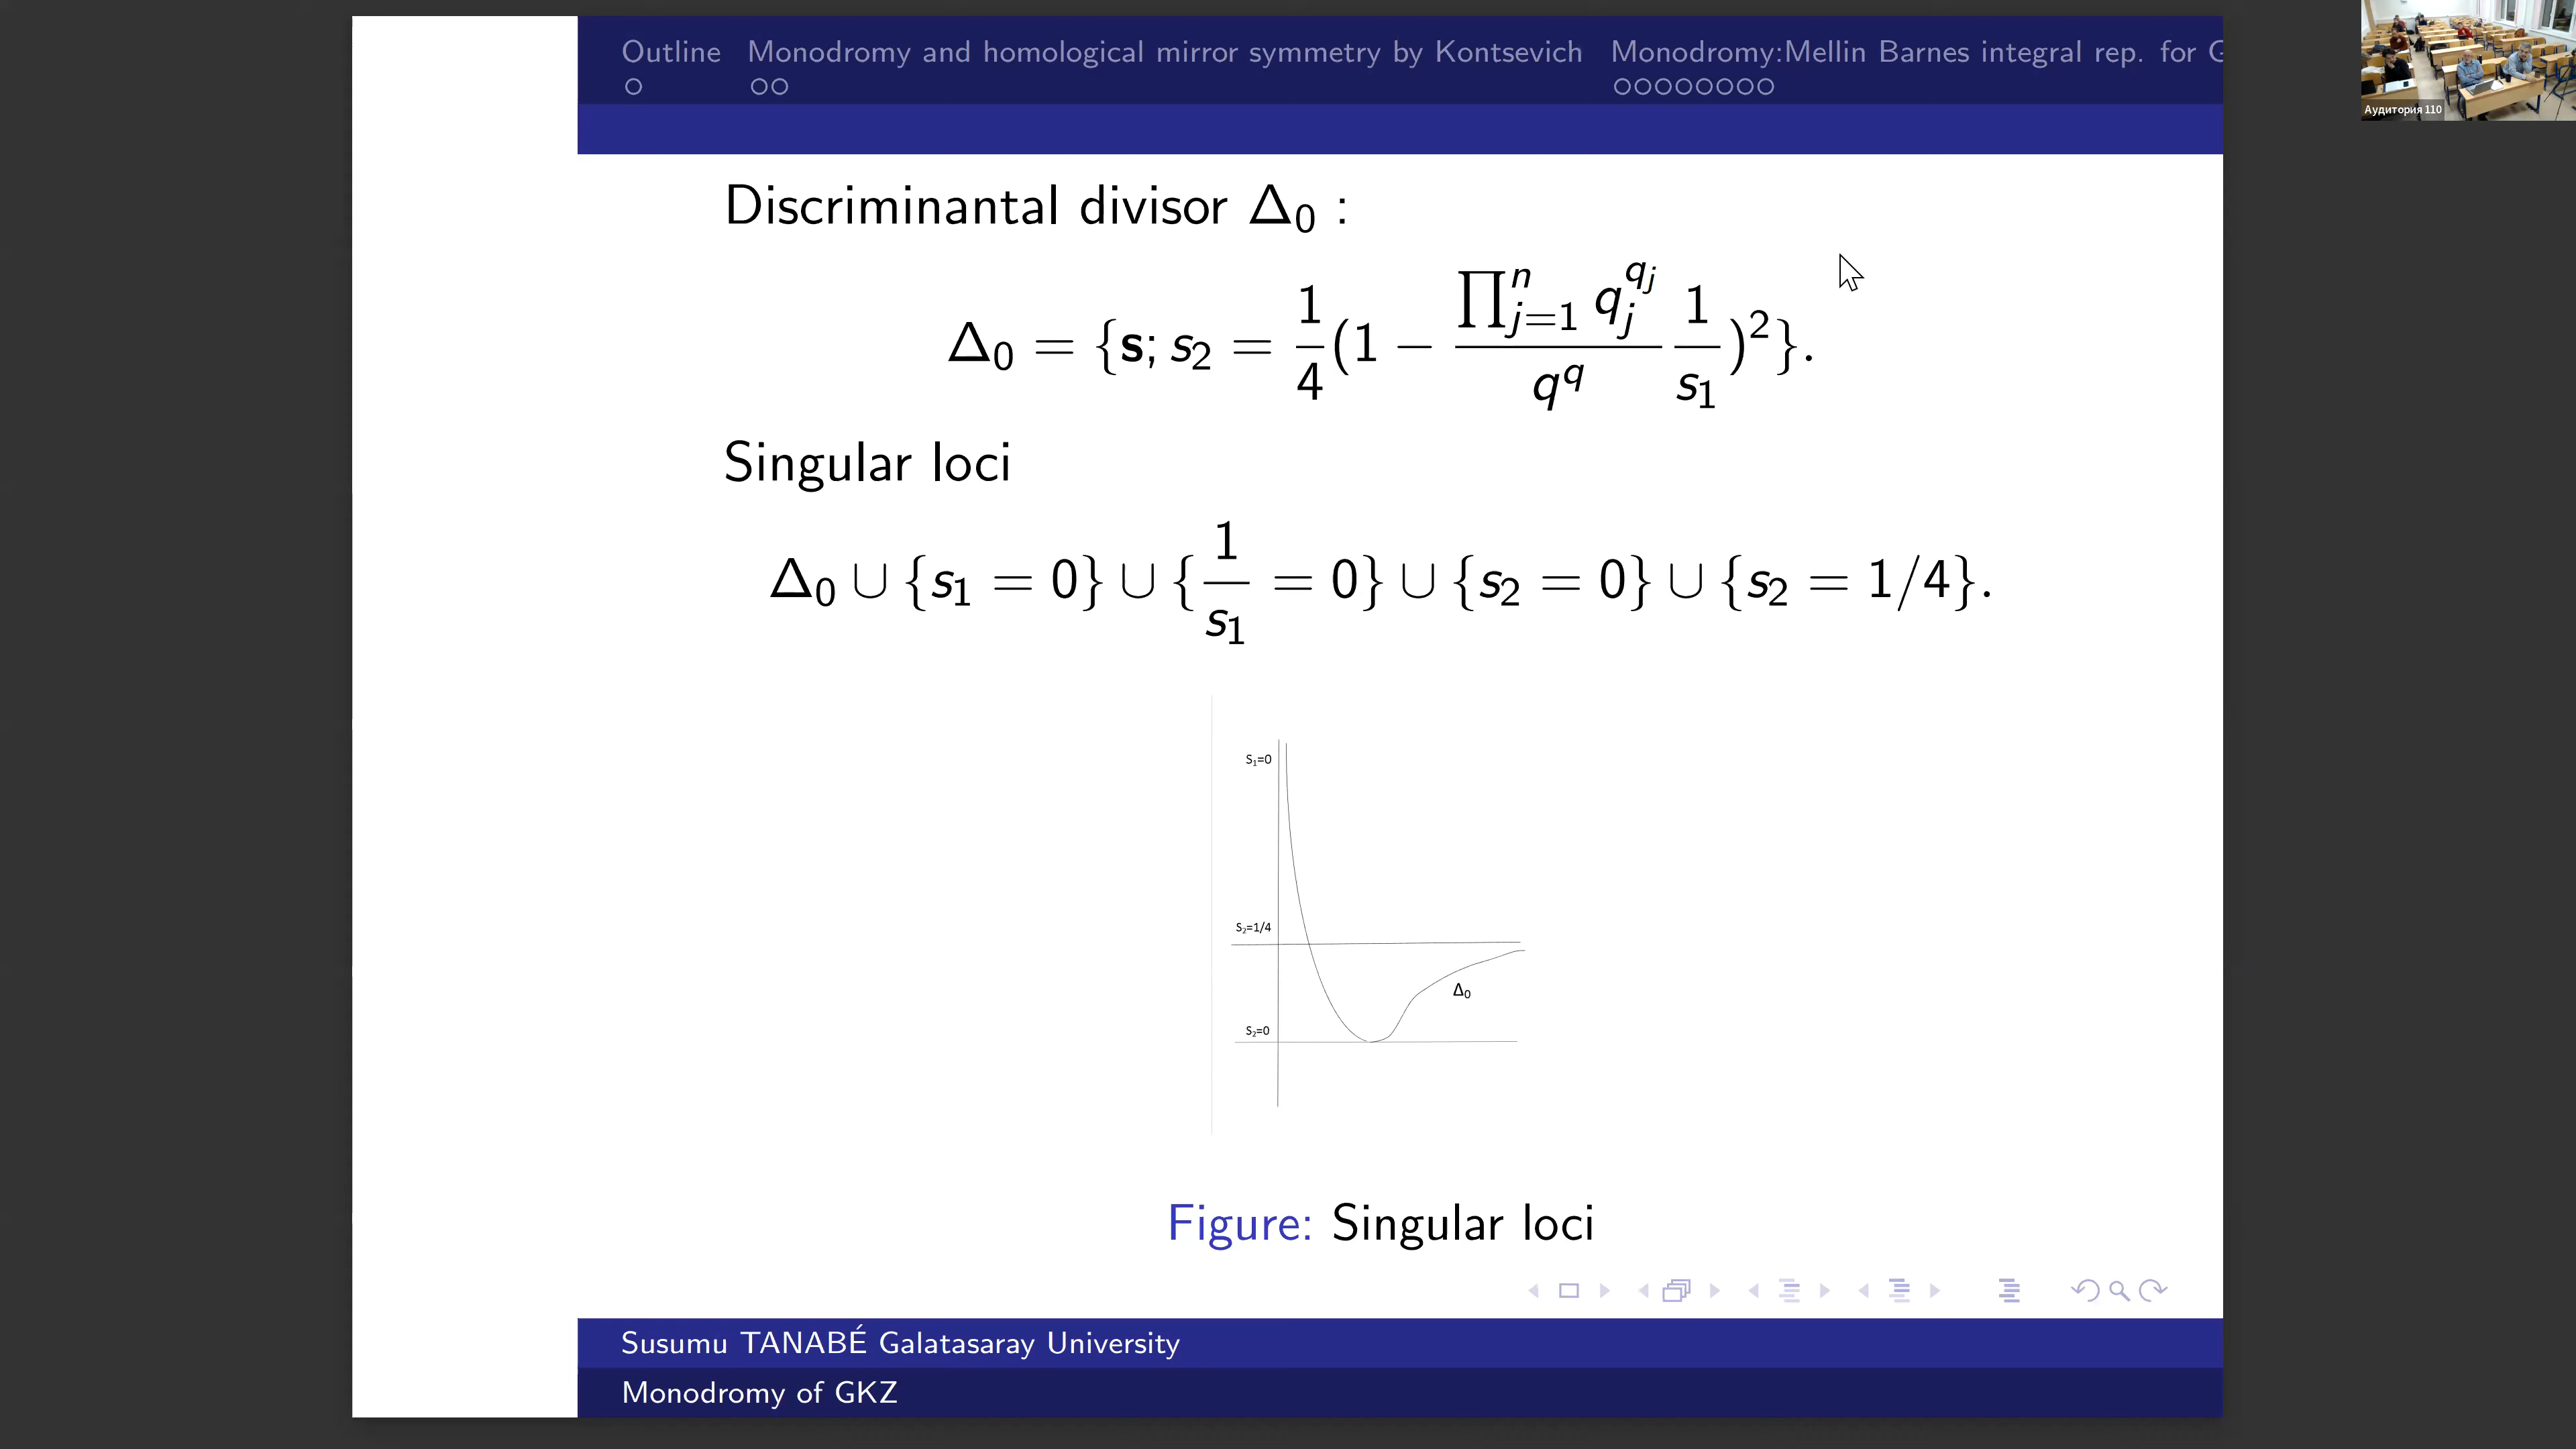 Outline Monodromy and homological mirror symmetry by Kontsevich Monodromy:Mellin Barnes integral rep. for G
Аудитория 110
Discriminantal divisor Δ₀ :
Δ₀ = {s; s₂ = 1/4(1 − ∏ⁿⱼ₌₁ qⱼ^qⱼ / q^q 1/s₁)²}.
Singular loci
Δ₀ ∪ {s₁ = 0} ∪ {1/s₁ = 0} ∪ {s₂ = 0} ∪ {s₂ = 1/4}.
S₁=0
S₂=1/4
Δ₀
S₂=0
Figure: Singular loci
Susumu TANABÉ Galatasaray University
Monodromy of GKZ